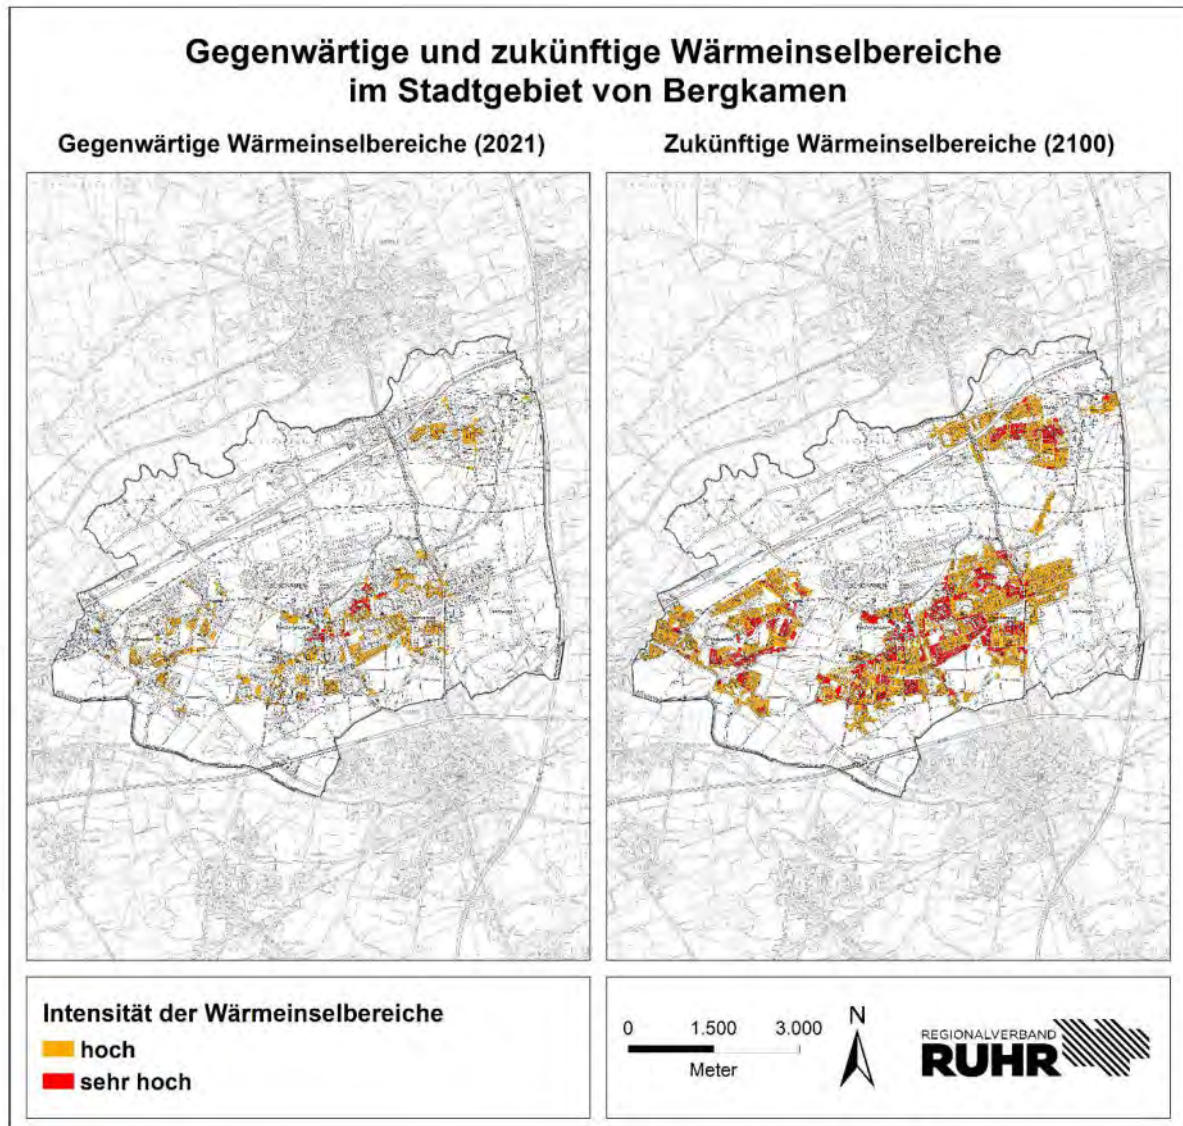 Gegenwärtige und zukünftige Wärmeinselbereiche
im Stadtgebiet von Bergkamen
Gegenwärtige Wärmeinselbereiche (2021)
Zukünftige Wärmeinselbereiche (2100)
Intensität der Wärmeinselbereiche
hoch
sehr hoch
0 1.500 3.000
Meter
N
REGIONALVERBAND
RUHR